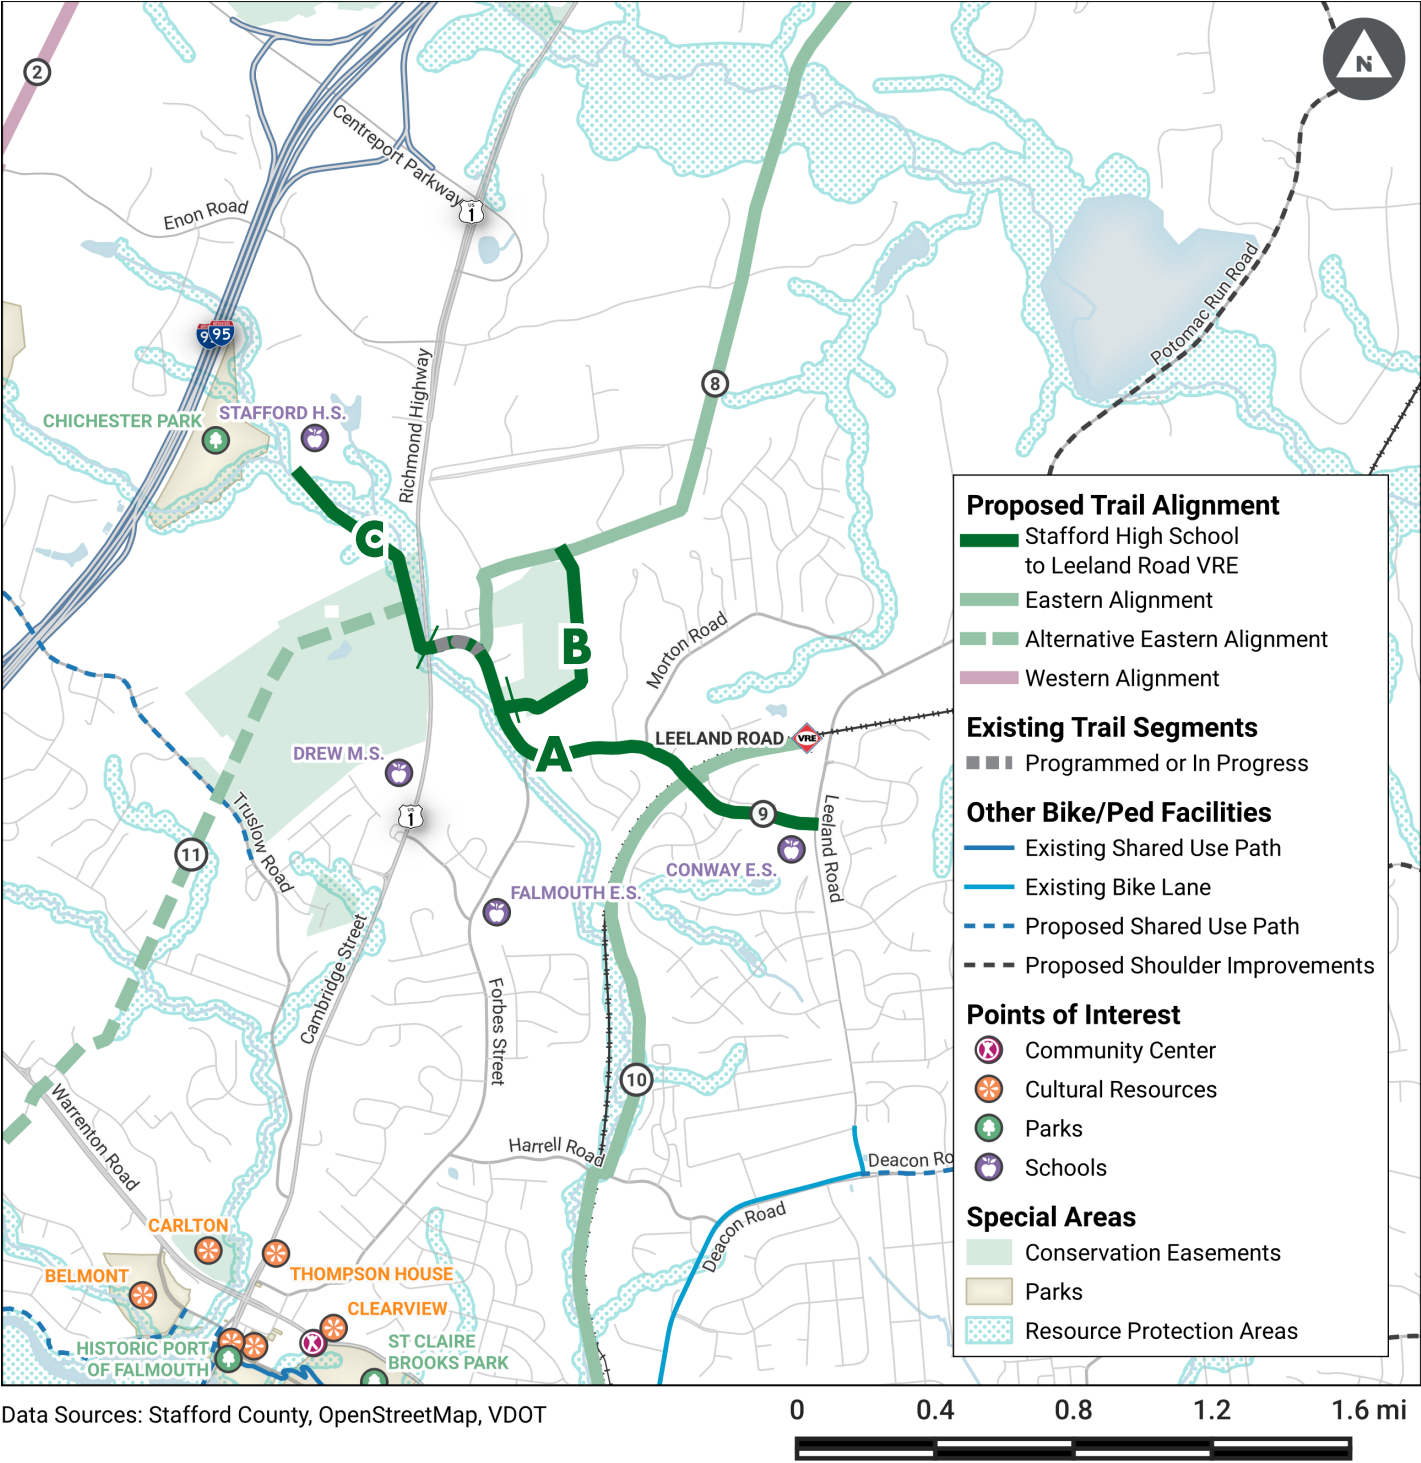 2
N
Centreport Parkway
US
1
Enon Road
95
Potomac Run Road
Richmond Highway
8
CHICHESTER PARK
STAFFORD H.S.
C
B
Morton Road
LEELAND ROAD
VRE
DREW M.S.
A
US
1
9
Truslow Road
Leeland Road
11
CONWAY E.S.
FALMOUTH E.S.
Cambridge Street
Forbes Street
10
Warrenton Road
Harrell Road
Deacon Ro
Deacon Road
CARLTON
THOMPSON HOUSE
BELMONT
CLEARVIEW
HISTORIC PORT
OF FALMOUTH
ST CLAIRE
BROOKS PARK
Proposed Trail Alignment
Stafford High School
to Leeland Road VRE
Eastern Alignment
Alternative Eastern Alignment
Western Alignment
Existing Trail Segments
Programmed or In Progress
Other Bike/Ped Facilities
Existing Shared Use Path
Existing Bike Lane
Proposed Shared Use Path
Proposed Shoulder Improvements
Points of Interest
Community Center
Cultural Resources
Parks
Schools
Special Areas
Conservation Easements
Parks
Resource Protection Areas
Data Sources: Stafford County, OpenStreetMap, VDOT
0 0.4 0.8 1.2 1.6 mi